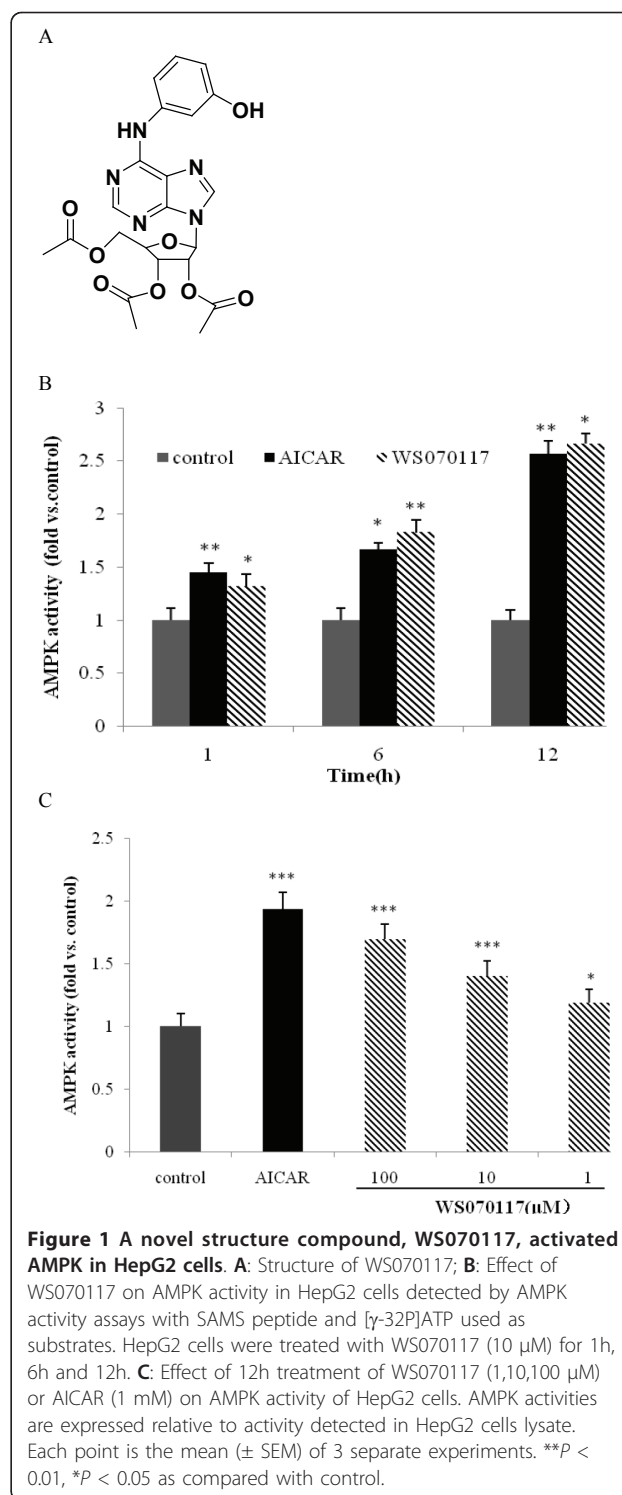 A
HN
OH
N
N
N
N
O
O
O
O
O
O
O
B
AMPK activity (fold vs.control)
3
2.5
2
1.5
1
0.5
0
control AICAR WS070117
** *
* **
** *
1 6 12
Time(h)
C
AMPK activity (fold vs. control)
2.5
2
1.5
1
0.5
0
***
***
***
*
control AICAR 100 10 1
WS070117(μM)
Figure 1 A novel structure compound, WS070117, activated
AMPK in HepG2 cells. A: Structure of WS070117; B: Effect of
WS070117 on AMPK activity in HepG2 cells detected by AMPK
activity assays with SAMS peptide and [γ-32P]ATP used as
substrates. HepG2 cells were treated with WS070117 (10 μM) for 1h,
6h and 12h. C: Effect of 12h treatment of WS070117 (1,10,100 μM)
or AICAR (1 mM) on AMPK activity of HepG2 cells. AMPK activities
are expressed relative to activity detected in HepG2 cells lysate.
Each point is the mean (± SEM) of 3 separate experiments. **P <
0.01, *P < 0.05 as compared with control.